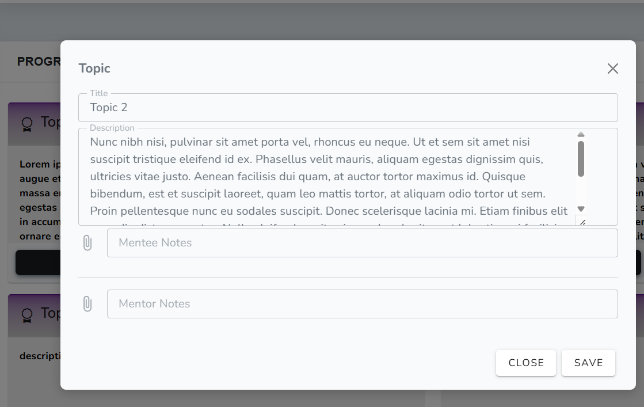 PROGR
Topic
Title
Topic 2
Description
Nunc nibh nisi, pulvinar sit amet porta vel, rhoncus eu neque. Ut et sem sit amet nisi
suscipit tristique eleifend id ex. Phasellus velit mauris, aliquam egestas dignissim quis,
ultricies vitae justo. Aenean facilisis dui quam, at auctor tortor maximus id. Quisque
bibendum, est et suscipit laoreet, quam leo mattis tortor, at aliquam odio tortor ut sem.
Proin pellentesque nunc eu sodales suscipit. Donec scelerisque lacinia mi. Etiam finibus elit
Mentee Notes
Mentor Notes
CLOSE
SAVE
Top
Lorem ip
augue et
massa en
egestas
in accum
ornare e
Top
descripti